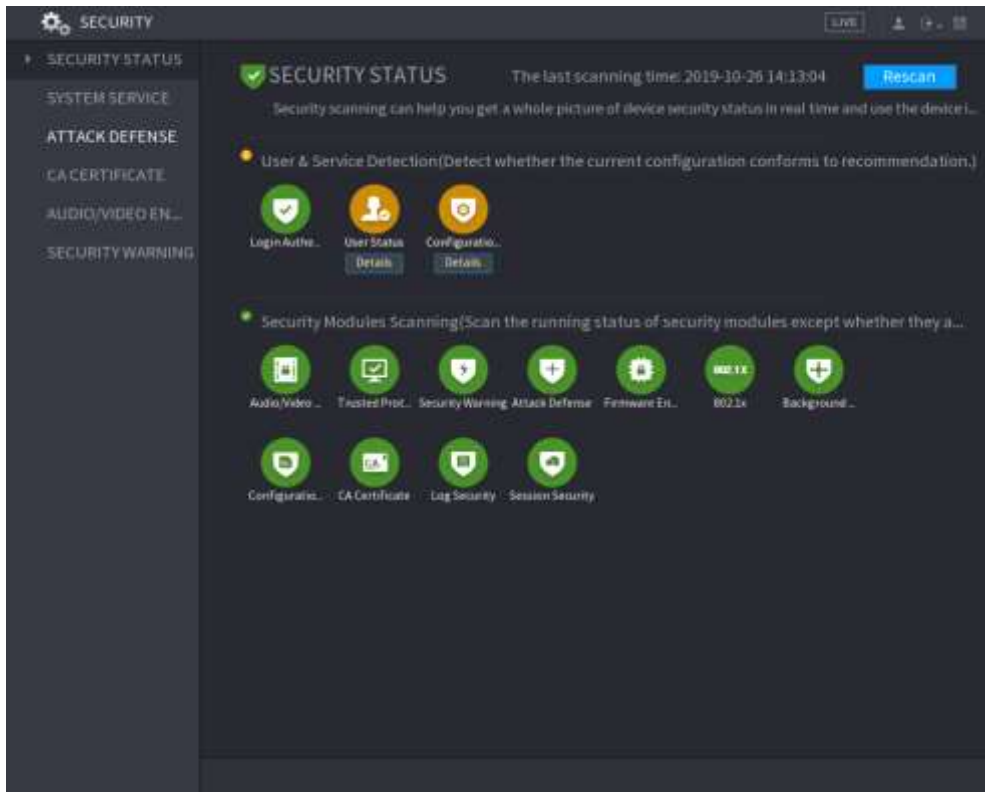 SECURITY
LIVE
SECURITY STATUS
SYSTEM SERVICE
ATTACK DEFENSE
CA CERTIFICATE
AUDIO/VIDEO EN...
SECURITY WARNING
SECURITY STATUS
The last scanning time: 2019-10-26 14:13:04
Rescan
Security scanning can help you get a whole picture of device security status in real time and use the device i...
User & Service Detection(Detect whether the current configuration conforms to recommendation.)
Login Authe...
User Status
Configuratio...
Details
Details
Security Modules Scanning(Scan the running status of security modules except whether they a...
802.1X
Audio/Video ...
Trusted Prot...
Security Warning
Attack Defense
Firmware En...
802.1x
Background ...
CA
Configuratio...
CA Certificate
Log Security
Session Security